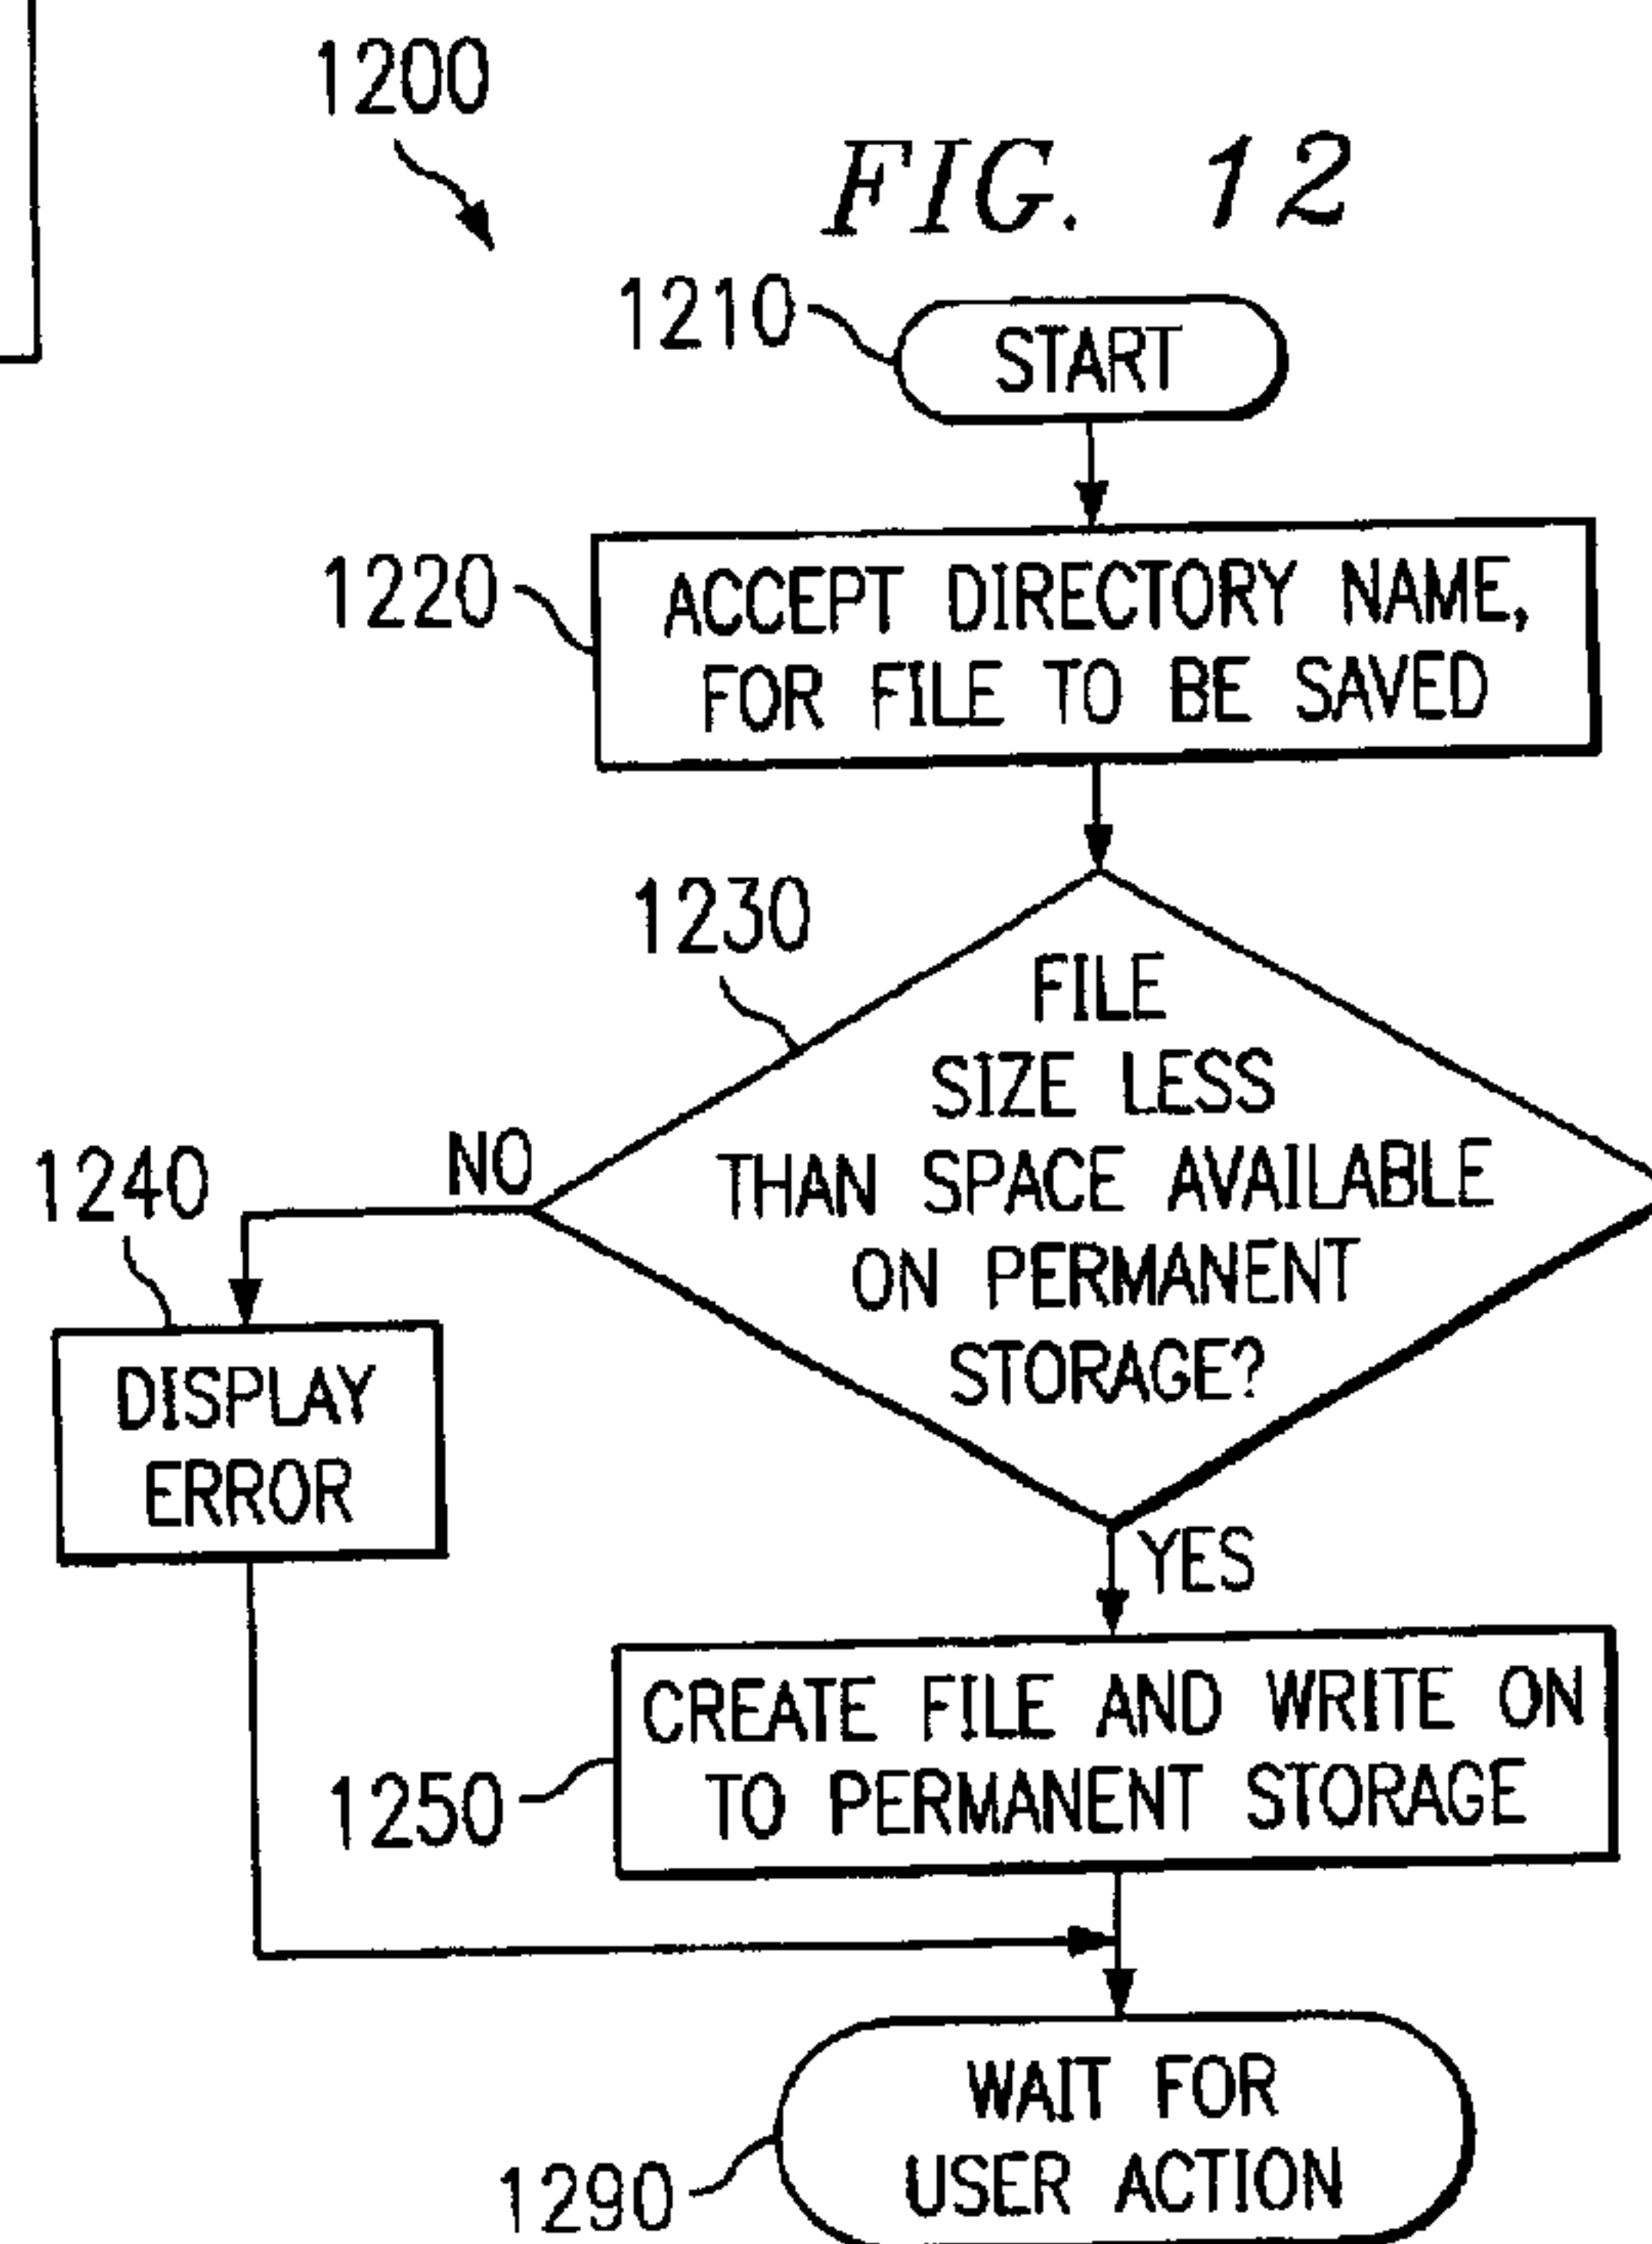 1200
FIG. 12
1210
START
1220
ACCEPT DIRECTORY NAME,
FOR FILE TO BE SAVED
1230
FILE
SIZE LESS
THAN SPACE AVAILABLE
ON PERMANENT
STORAGE?
NO
1240
DISPLAY
ERROR
YES
CREATE FILE AND WRITE ON
TO PERMANENT STORAGE
1250
WAIT FOR
USER ACTION
1290